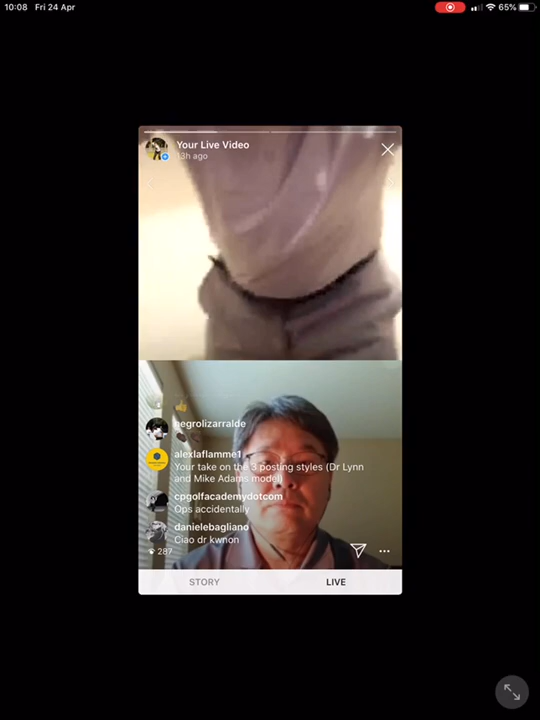 10:08 Fri 24 Apr
65%
Your Live Video
13h ago
negrolizarralde
alexlaflamme1
Your take on the 3 posting styles (Dr Lynn
and Mike Adams model)
cpgolfacademydotcom
Ops accidentally
danielebagliano
Ciao dr kwnon
287
STORY LIVE